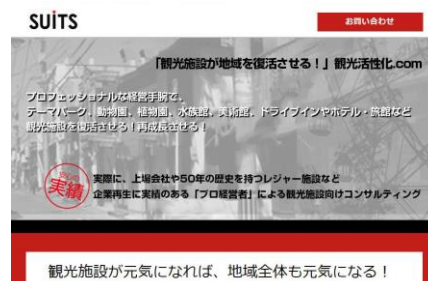 SUiTS
お問い合わせ
「観光施設が地域を復活させる！」観光活性化.com
プロフェッショナルな経営手腕で、
テーマパーク、動物園、植物園、水族館、美術館、ドライブインやホテル・旅館など
観光施設を復活させる！再成長させる！
実績
実際に、上場会社や50年の歴史を持つレジャー施設など
企業再生に実績のある「プロ経営者」による観光施設向けコンサルティング
観光施設が元気になれば、地域全体も元気になる！